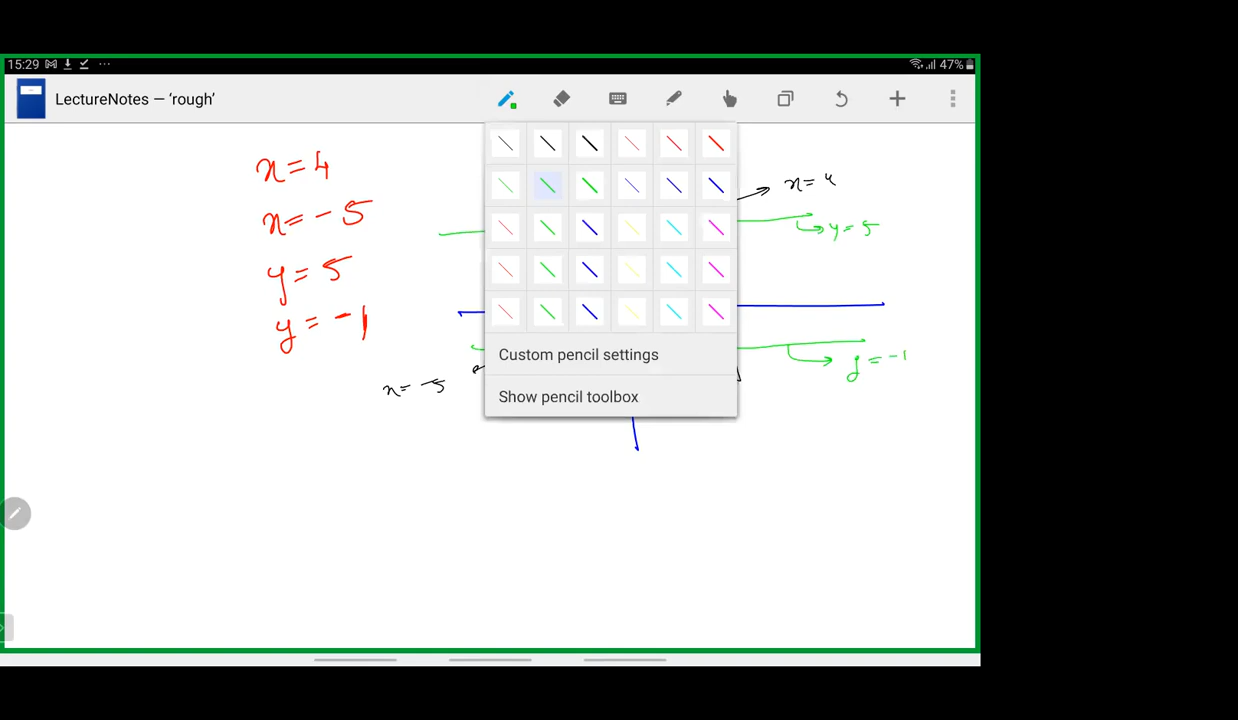 15:29
47%
LectureNotes — ‘rough’
x = 4
x = - 5
y = 5
y = -1
x = 4
y = 5
y = -1
x = -5
Custom pencil settings
Show pencil toolbox